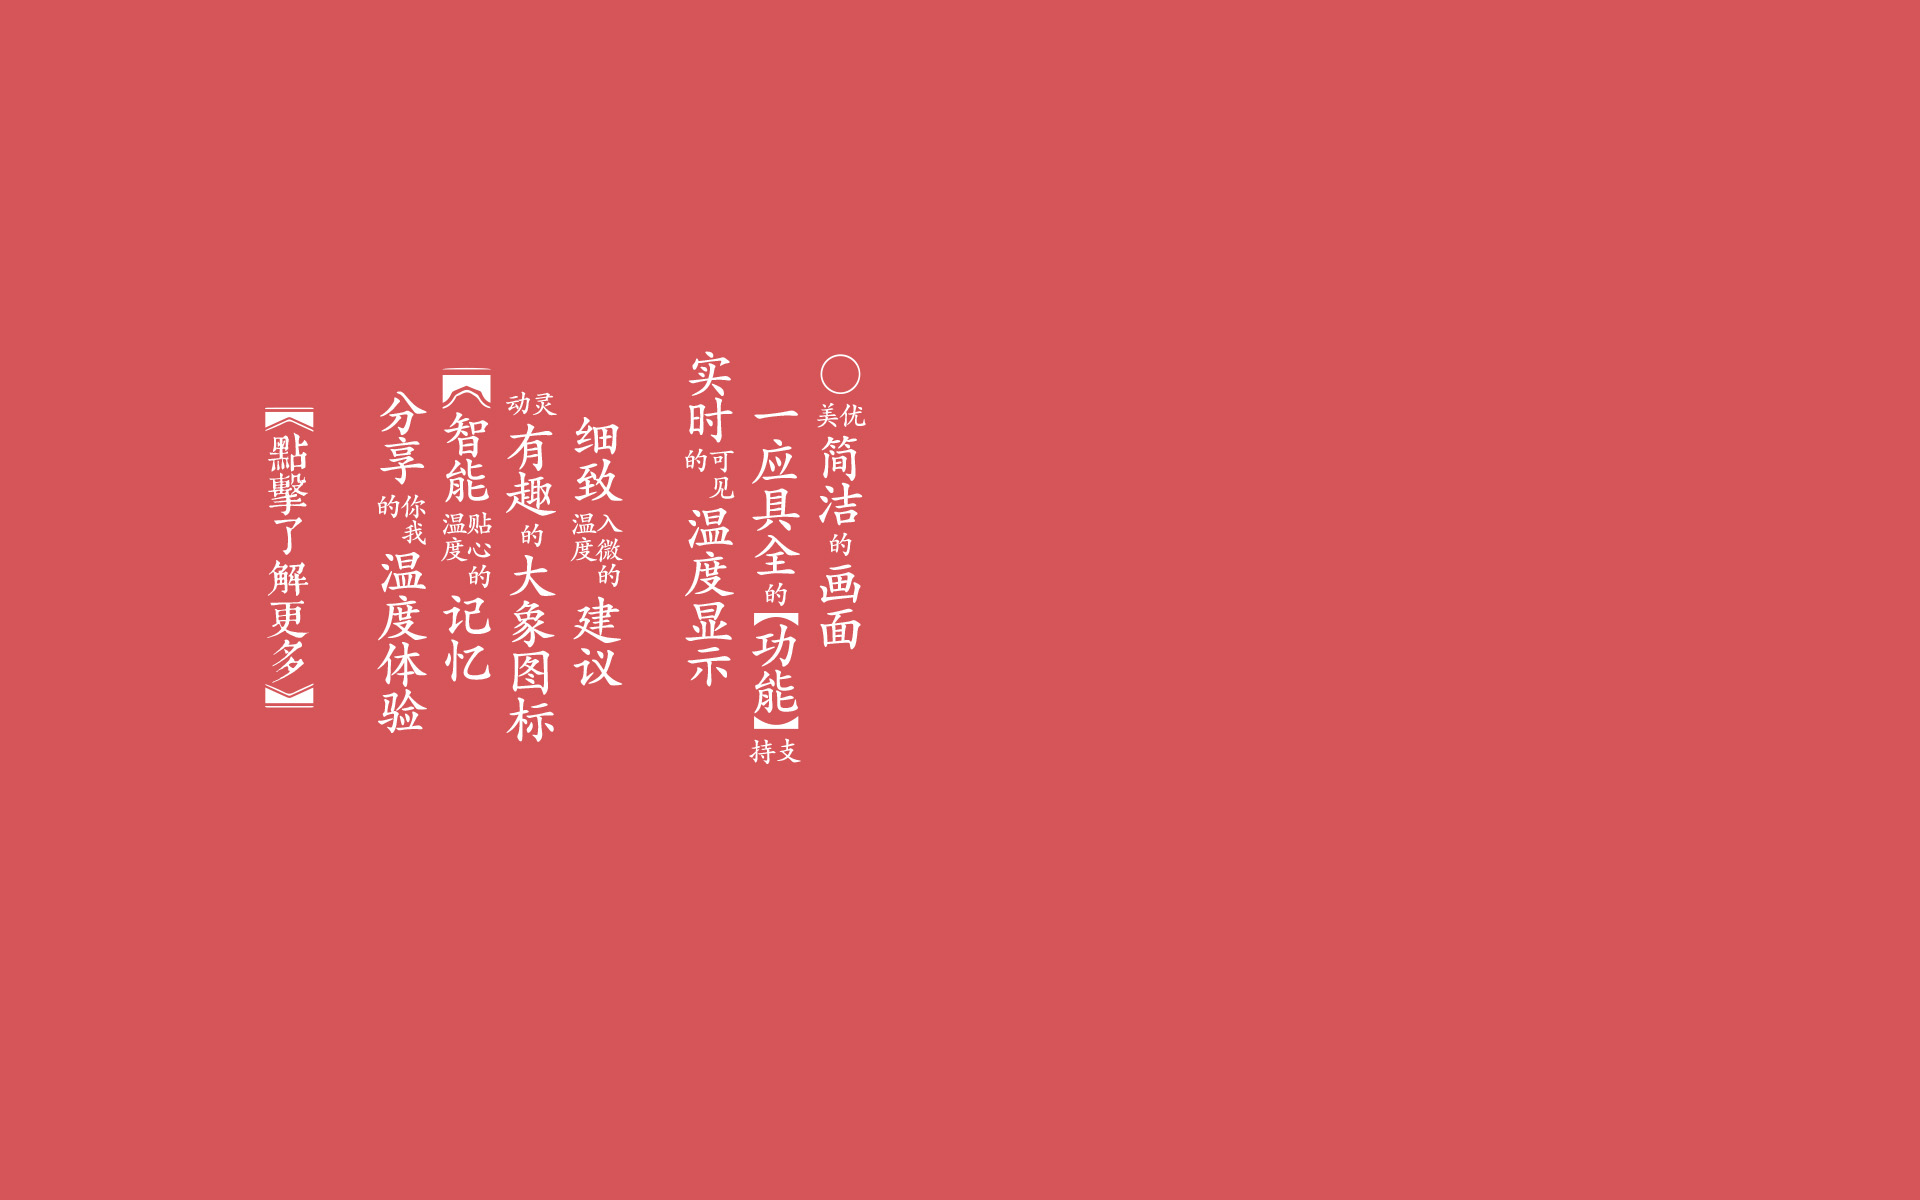 〇优美简洁的画面
一应具全的【功能】支持
实时可见的温度显示
细致入微的温度建议
灵动有趣的大象图标
【智能贴心的温度记忆
分享你我的温度体验
【點擊了解更多】